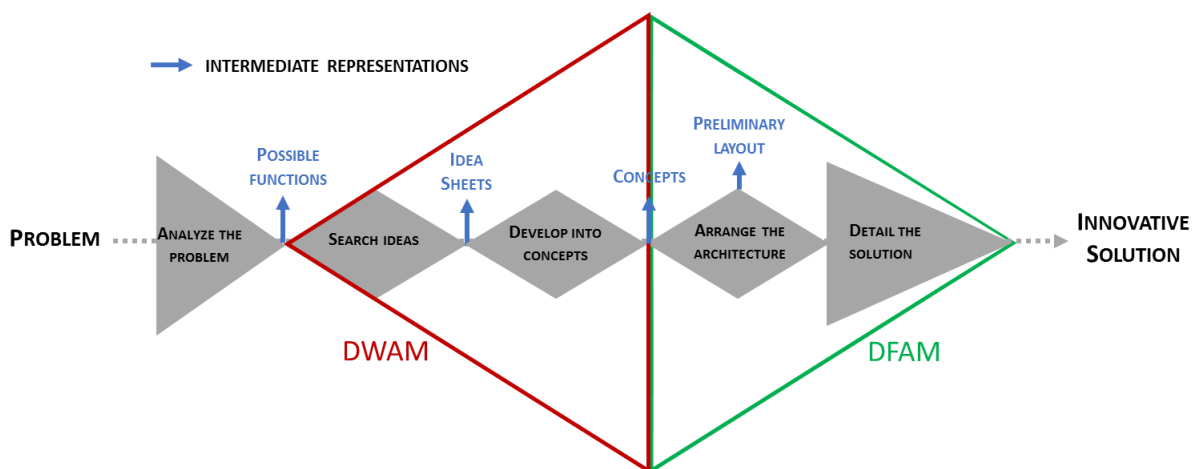 INTERMEDIATE REPRESENTATIONS
POSSIBLE
FUNCTIONS
IDEA
SHEETS
CONCEPTS
PRELIMINARY
LAYOUT
PROBLEM
ANALYZE THE
PROBLEM
SEARCH IDEAS
DEVELOP INTO
CONCEPTS
ARRANGE THE
ARCHITECTURE
DETAIL THE
SOLUTION
INNOVATIVE
SOLUTION
DWAM
DFAM